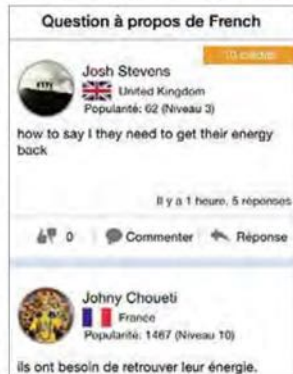 Question à propos de French
10 crédits
Josh Stevens
United Kingdom
Popularité: 62 (Niveau 3)
how to say I they need to get their energy
back
Il y a 1 heure, 5 réponses
0 Commenter Réponse
Johny Choueti
France
Popularité: 1467 (Niveau 10)
ils ont besoin de retrouver leur énergie.